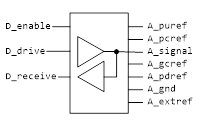 D_enable
D_drive
D_receive
A_puref
A_pcref
A_signal
A_gcref
A_pdref
A_gnd
A_extref